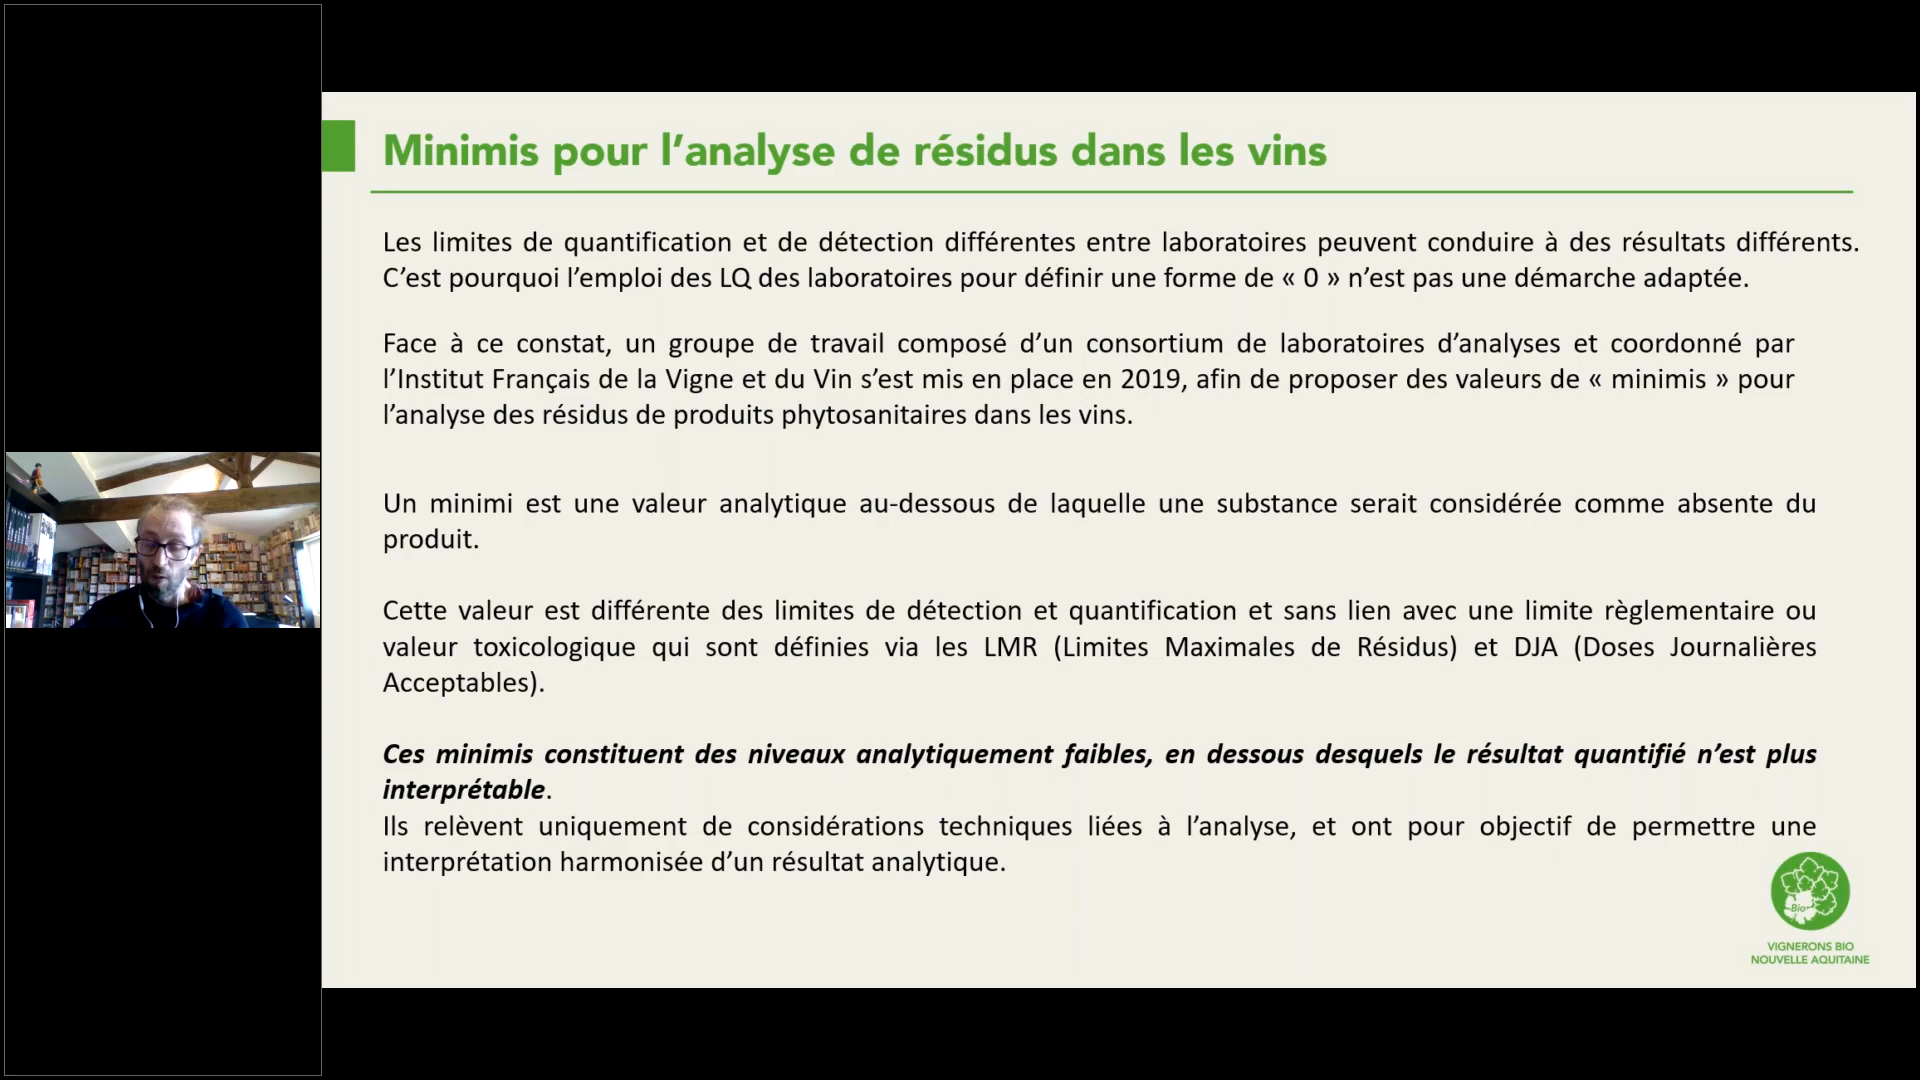 Minimis pour l’analyse de résidus dans les vins
Les limites de quantification et de détection différentes entre laboratoires peuvent conduire à des résultats différents.
C’est pourquoi l’emploi des LQ des laboratoires pour définir une forme de « 0 » n’est pas une démarche adaptée.
Face à ce constat, un groupe de travail composé d’un consortium de laboratoires d’analyses et coordonné par
l’Institut Français de la Vigne et du Vin s’est mis en place en 2019, afin de proposer des valeurs de « minimis » pour
l’analyse des résidus de produits phytosanitaires dans les vins.
Un minimi est une valeur analytique au-dessous de laquelle une substance serait considérée comme absente du
produit.
Cette valeur est différente des limites de détection et quantification et sans lien avec une limite règlementaire ou
valeur toxicologique qui sont définies via les LMR (Limites Maximales de Résidus) et DJA (Doses Journalières
Acceptables).
Ces minimis constituent des niveaux analytiquement faibles, en dessous desquels le résultat quantifié n’est plus
interprétable.
Ils relèvent uniquement de considérations techniques liées à l’analyse, et ont pour objectif de permettre une
interprétation harmonisée d’un résultat analytique.
Bio
VIGNERONS BIO
NOUVELLE AQUITAINE